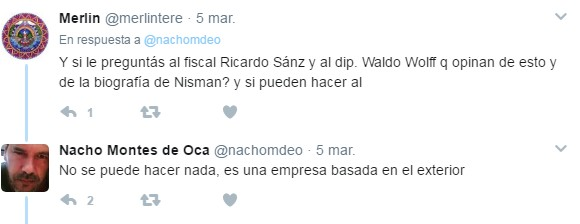 Merlín @merlintere · 5 mar.
En respuesta a @nachomdeo
Y si le preguntás al fiscal Ricardo Sánz y al dip. Waldo Wolff q opinan de esto y
de la biografía de Nisman? y si pueden hacer al
1
Nacho Montes de Oca @nachomdeo · 5 mar.
No se puede hacer nada, es una empresa basada en el exterior
2